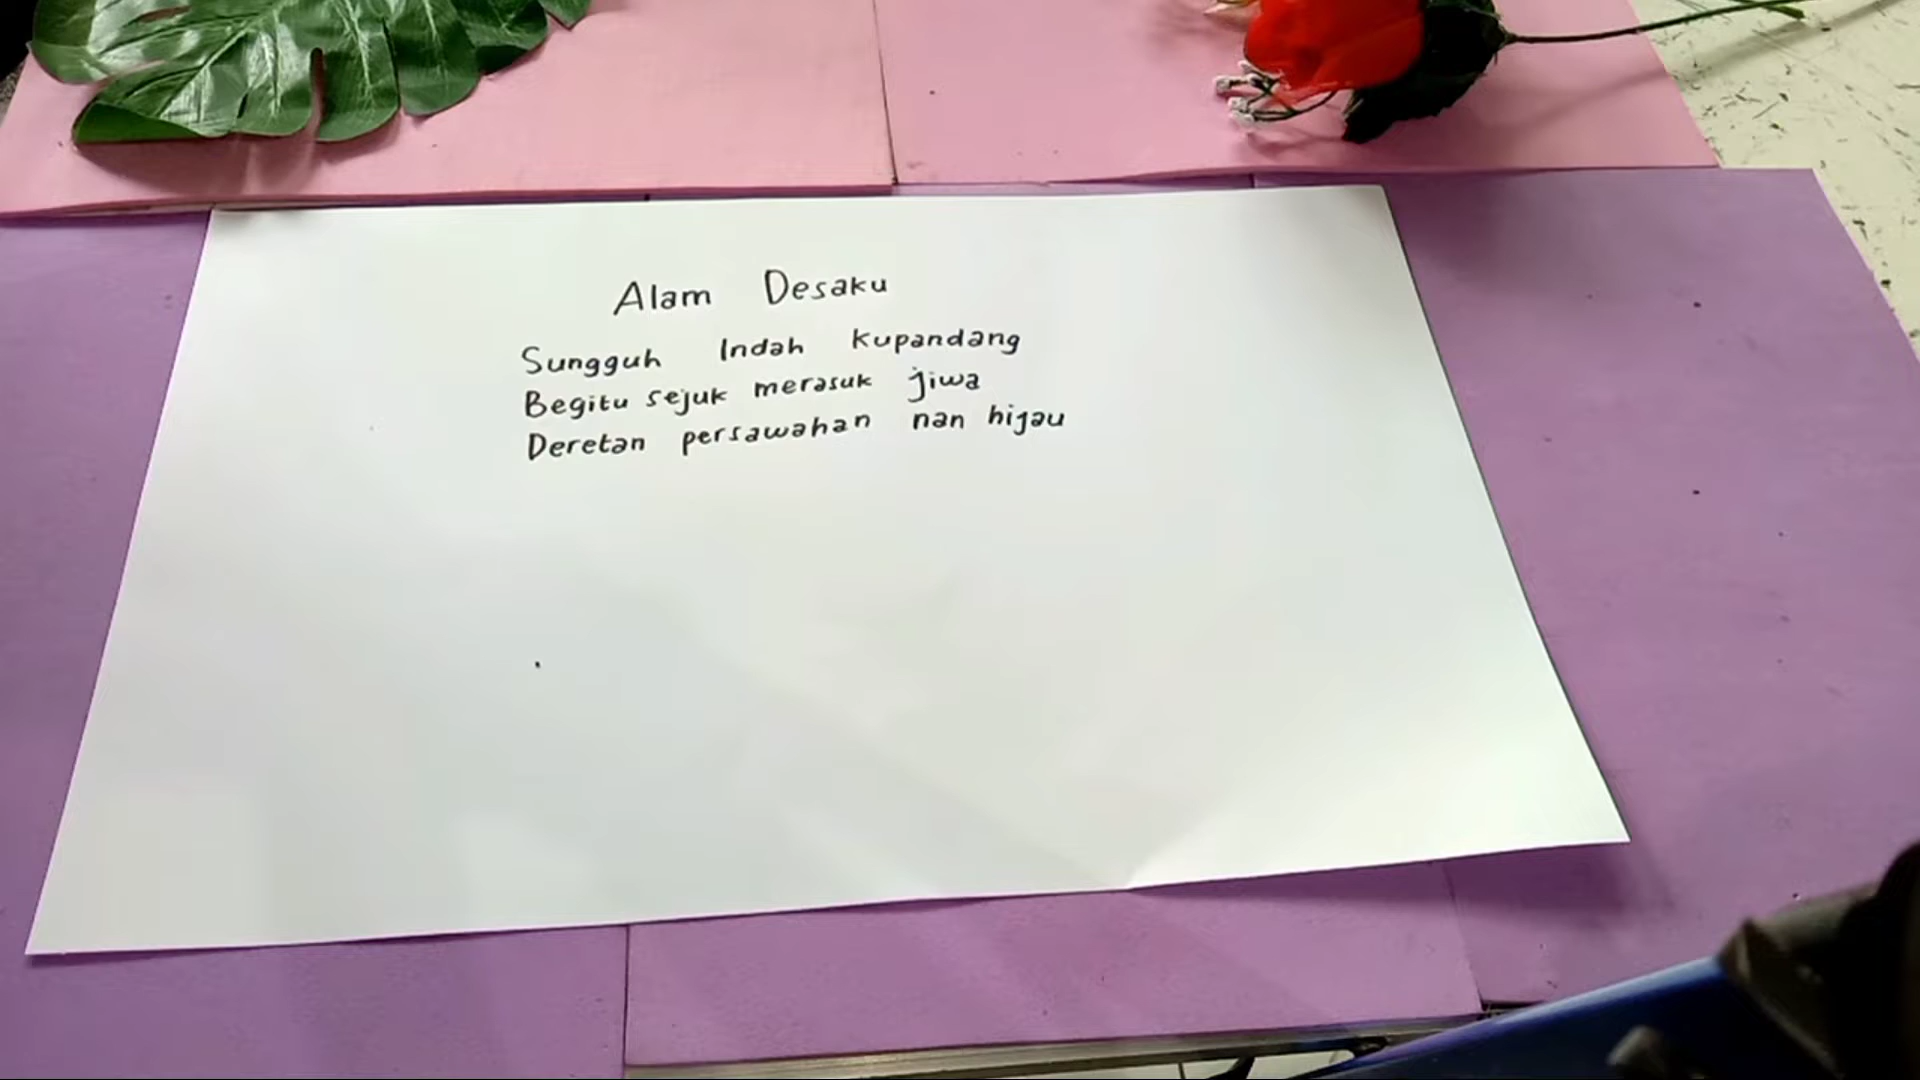 Alam Desaku
Sungguh Indah kupandang
Begitu sejuk merasuk jiwa
Deretan persawahan nan hijau